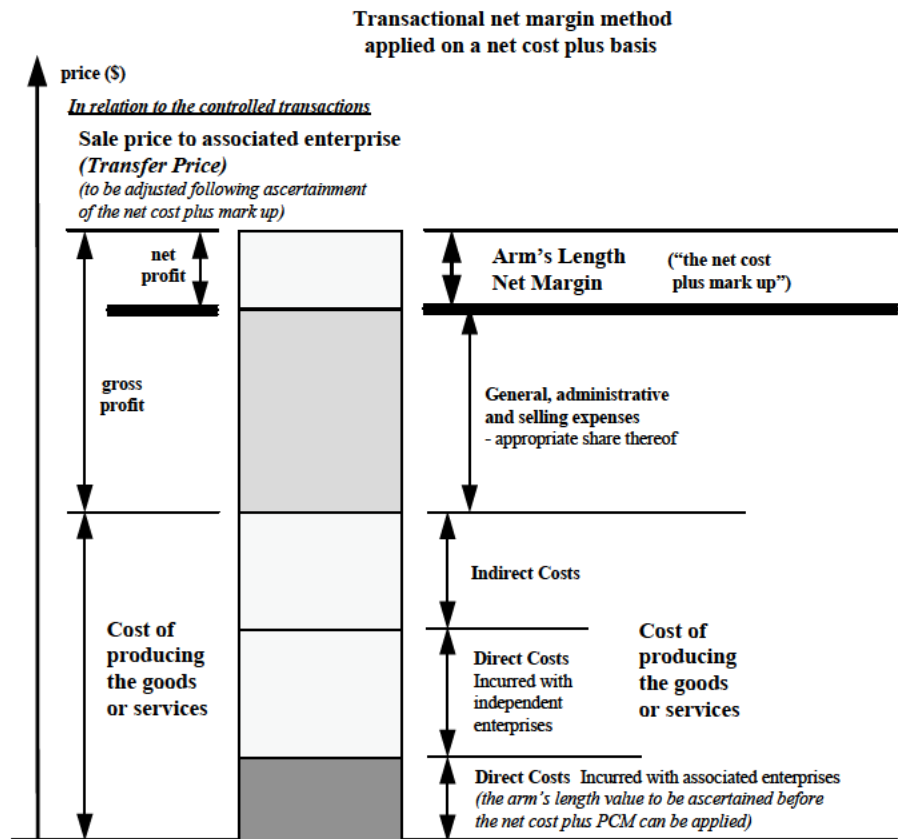 Transactional net margin method
applied on a net cost plus basis
price ($)
In relation to the controlled transactions
Sale price to associated enterprise
(Transfer Price)
(to be adjusted following ascertainment
of the net cost plus mark up)
net
profit
Arm's Length
Net Margin
("the net cost
plus mark up")
gross
profit
General, administrative
and selling expenses
- appropriate share thereof
Indirect Costs
Cost of
producing
the goods
or services
Direct Costs
Incurred with
independent
enterprises
Cost of
producing
the goods
or services
Direct Costs Incurred with associated enterprises
(the arm's length value to be ascertained before
the net cost plus PCM can be applied)